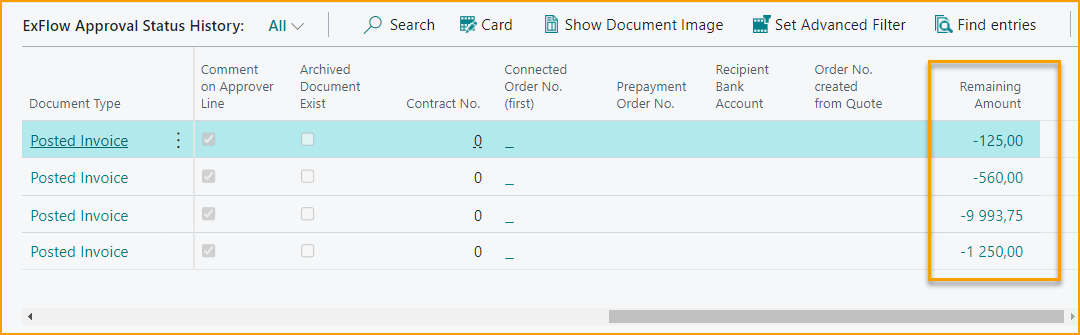 ExFlow Approval Status History: All Search Card Show Document Image Set Advanced Filter Find entries
Document Type Comment on Approver Line Archived Document Exist Contract No. Connected Order No. (first) Prepayment Order No. Recipient Bank Account Order No. created from Quote Remaining Amount
Posted Invoice 0 _ -125,00
Posted Invoice 0 _ -560,00
Posted Invoice 0 _ -9 993,75
Posted Invoice 0 _ -1 250,00